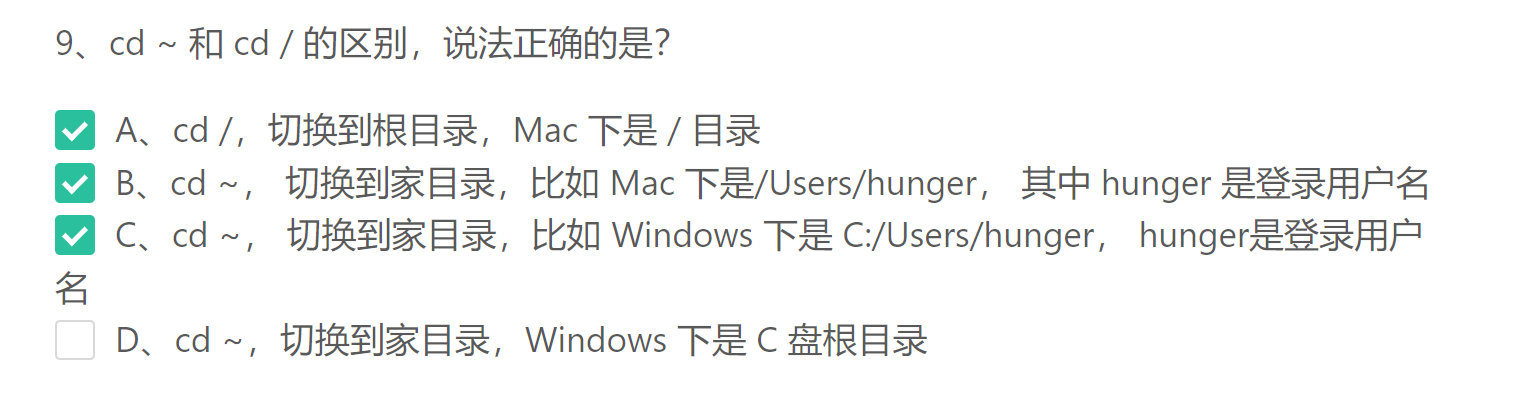 9、cd ~ 和 cd / 的区别，说法正确的是？
A、cd /，切换到根目录，Mac 下是 / 目录
B、cd ~， 切换到家目录，比如 Mac 下是/Users/hunger， 其中 hunger 是登录用户名
C、cd ~， 切换到家目录，比如 Windows 下是 C:/Users/hunger， hunger是登录用户
名
D、cd ~，切换到家目录，Windows 下是 C 盘根目录